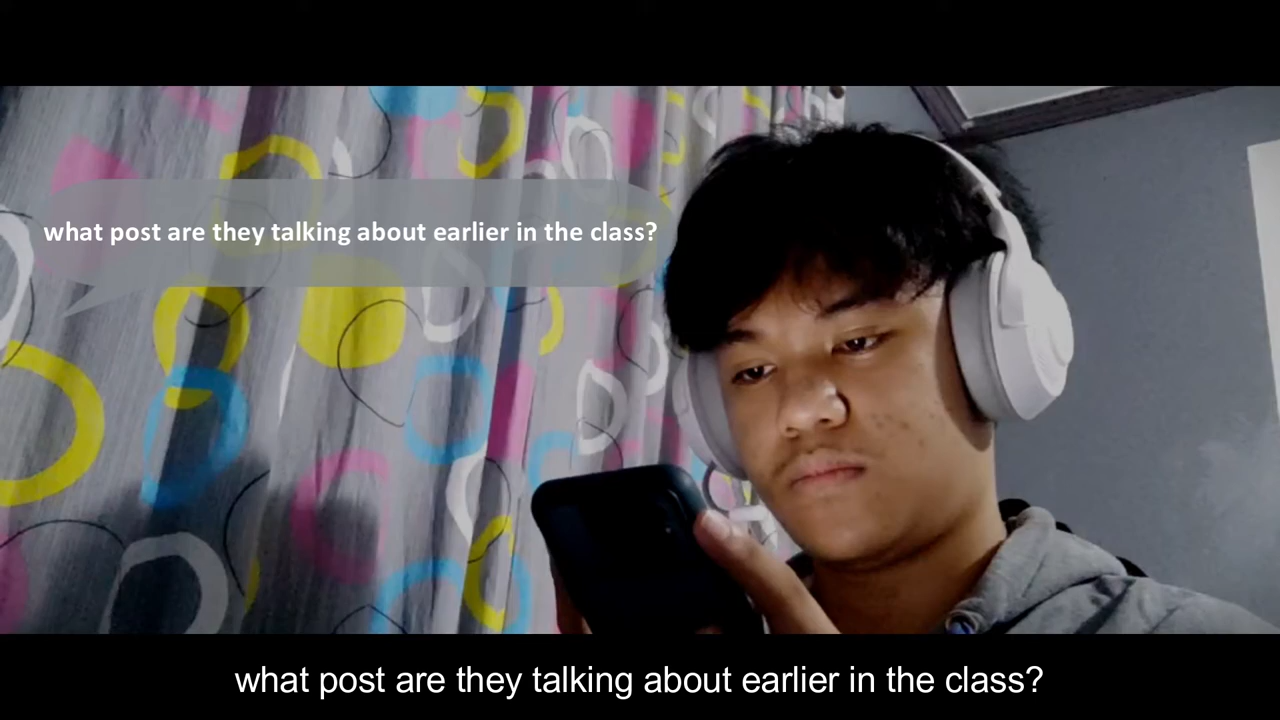 what post are they talking about earlier in the class?
what post are they talking about earlier in the class?